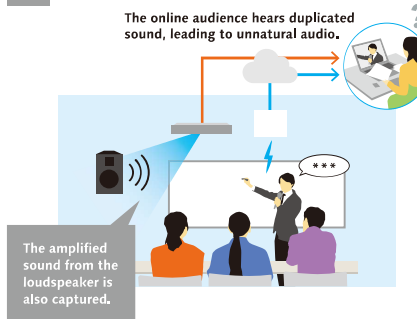 The online audience hears duplicated
sound, leading to unnatural audio.
***
The amplified
sound from the
loudspeaker is
also captured.